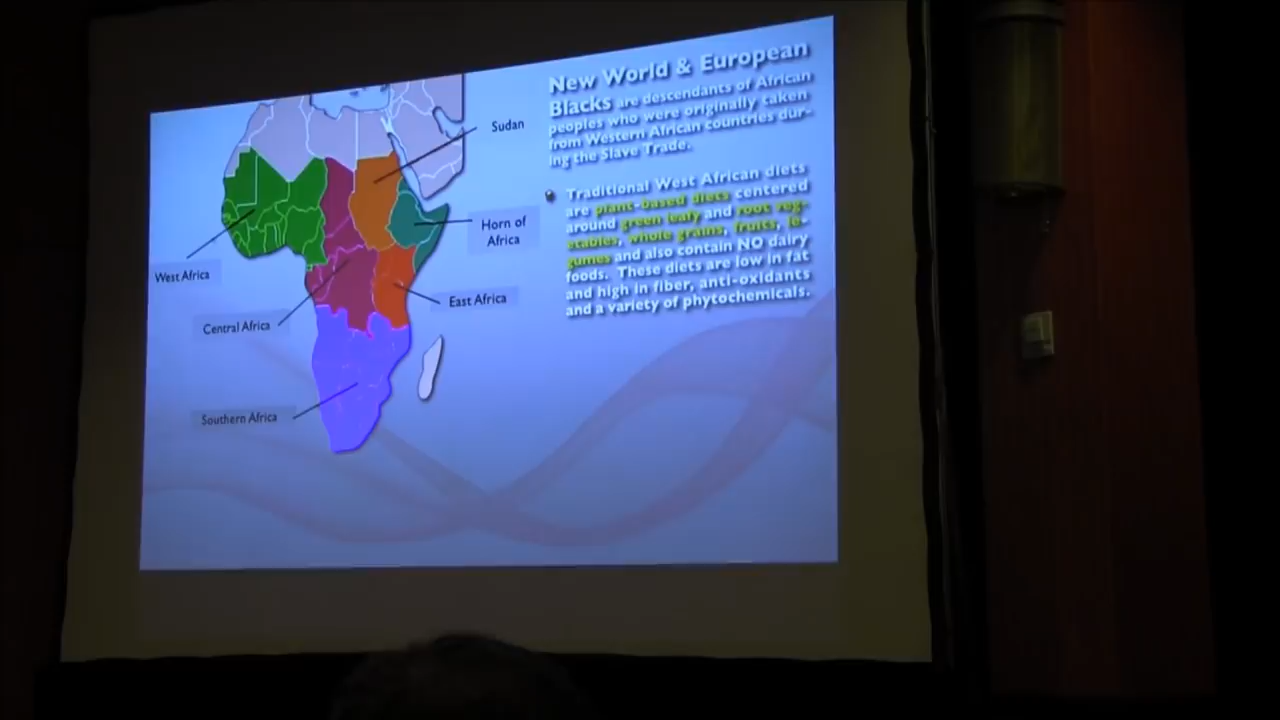 New World & European
Blacks are descendants of African
peoples who were originally taken
from Western African countries dur-
ing the Slave Trade.
Traditional West African diets
are plant-based diets centered
around green leafy and root veg-
etables, whole grains, fruits, le-
gumes and also contain NO dairy
foods. These diets are low in fat
and high in fiber, anti-oxidants
and a variety of phytochemicals.
Sudan
Horn of
Africa
West Africa
East Africa
Central Africa
Southern Africa